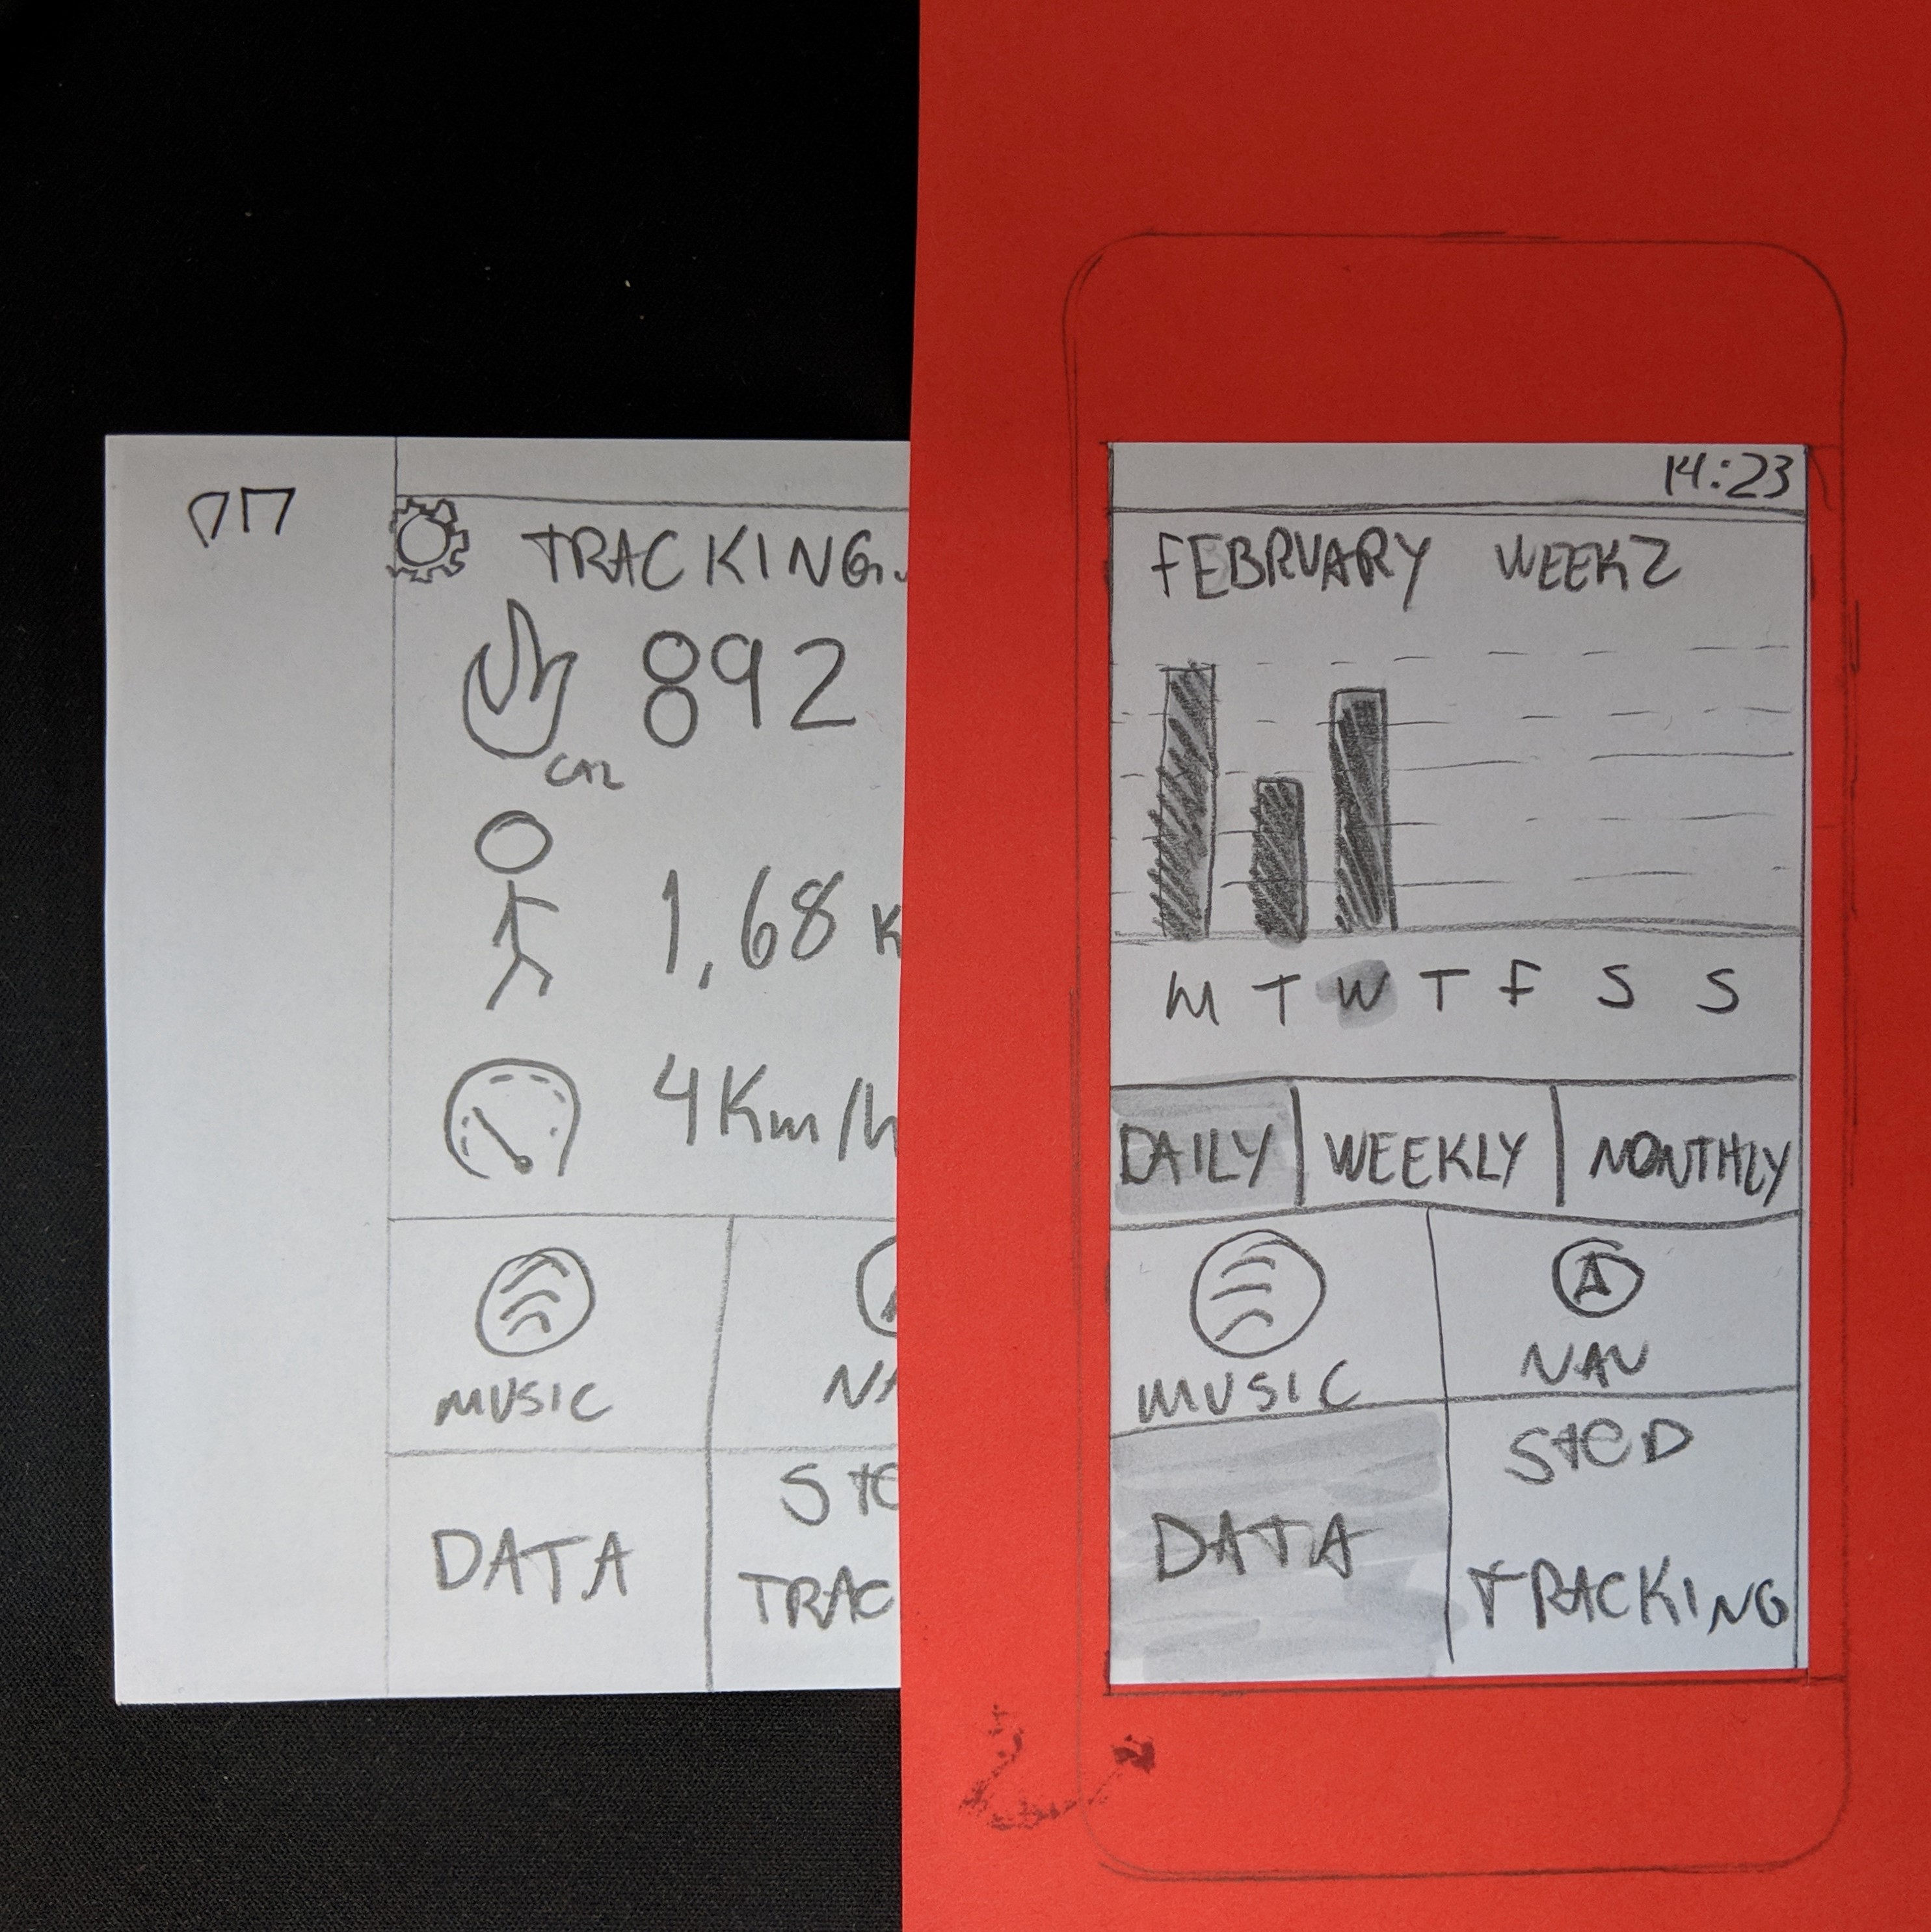 TRACKING.
892
CAL
1,68 K
4Km/h
MUSIC
NA
DATA
STE
TRAC
14:23
FEBRUARY WEEK2
M T W T F S S
DAILY WEEKLY MONTHLY
MUSIC
A
NAV
DATA
STED
TRACKING